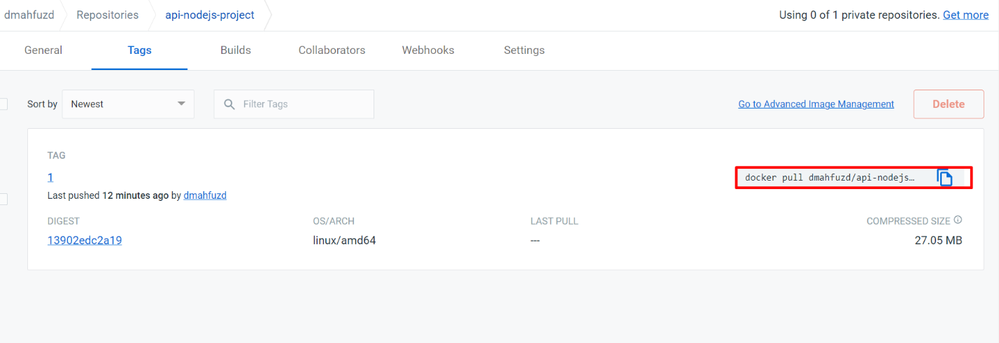 dmahfuzd Repositories api-nodejs-project Using 0 of 1 private repositories. Get more
General Tags Builds Collaborators Webhooks Settings
Sort by Newest Filter Tags Go to Advanced Image Management Delete
TAG
1
docker pull dmahfuzd/api-nodejs…
Last pushed 12 minutes ago by dmahfuzd
DIGEST OS/ARCH LAST PULL COMPRESSED SIZE
13902edc2a19 linux/amd64 --- 27.05 MB